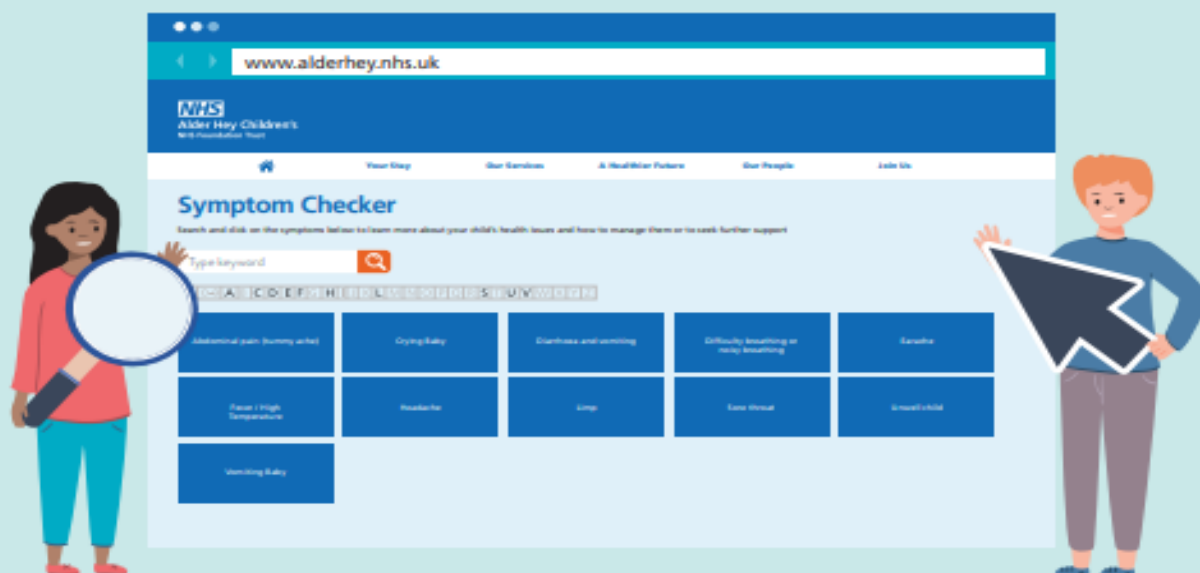 www.alderhey.nhs.uk
NHS
Alder Hey Children's
NHS Foundation Trust
Your Stay
Our Services
A Healthier Future
Our People
Join Us
Symptom Checker
Search and click on the symptoms below to learn more about your child's health issues and how to manage them or to seek further support
Type keyword
A C D E F H L S U V
Abdominal pain (tummy ache)
Crying Baby
Diarrhoea and vomiting
Difficulty breathing or
noisy breathing
Earache
Fever / High
Temperature
Headache
Limp
Sore throat
Unwell child
Vomiting Baby